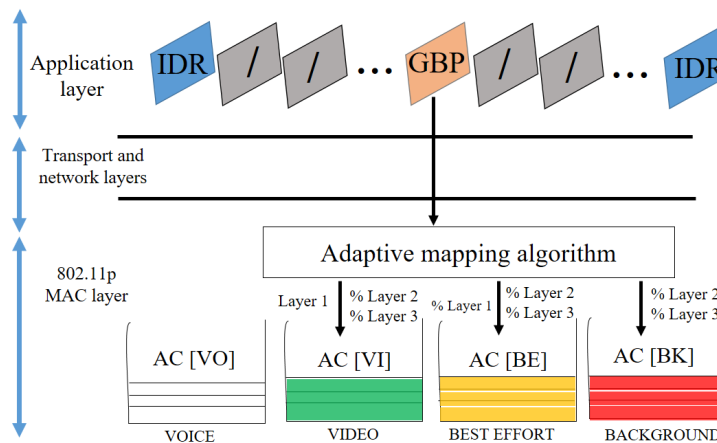 Application
layer
IDR / / ... GBP / / ... IDR
Transport and
network layers
Adaptive mapping algorithm
802.11p
MAC layer
Layer 1
% Layer 2
% Layer 3
% Layer 1
% Layer 2
% Layer 3
% Layer 2
% Layer 3
AC [VO]
AC [VI]
AC [BE]
AC [BK]
VOICE
VIDEO
BEST EFFORT
BACKGROUND